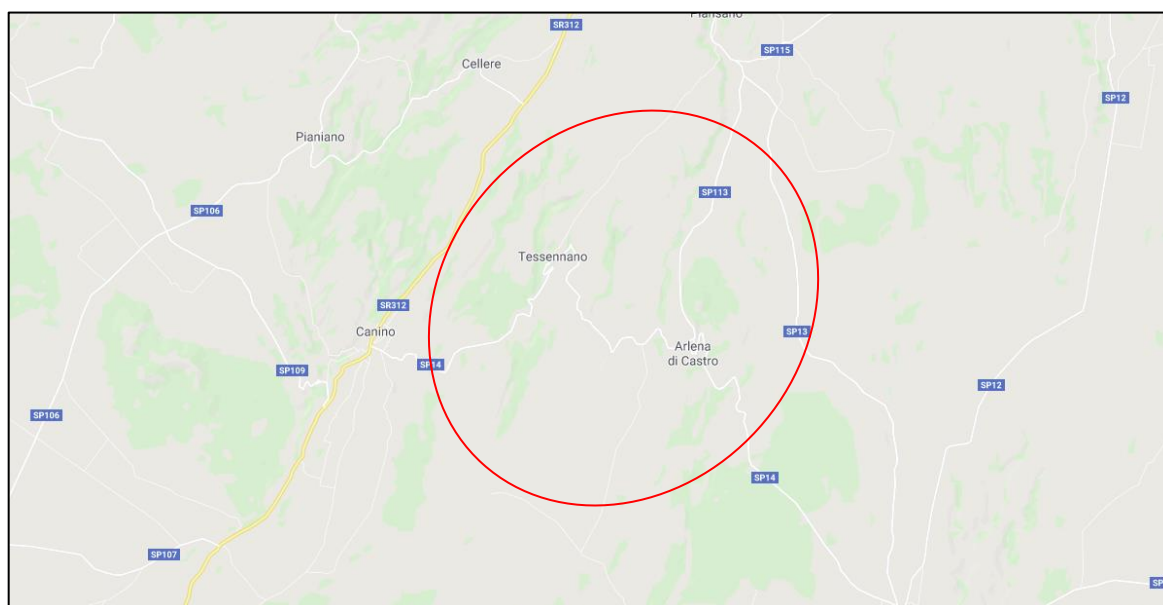 SR312
Piansano
SP115
Cellere
SP12
Pianiano
SP113
SP106
Tessennano
SR312
Canino
SP13
Arlena
di Castro
SP14
SP109
SP12
SP106
SP14
SP107